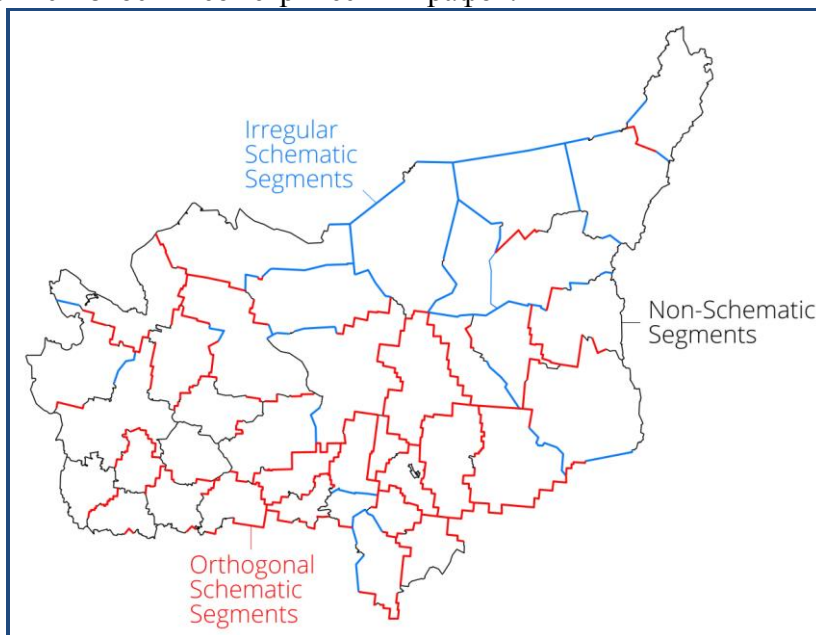 Irregular
Schematic
Segments
Non-Schematic
Segments
Orthogonal
Schematic
Segments